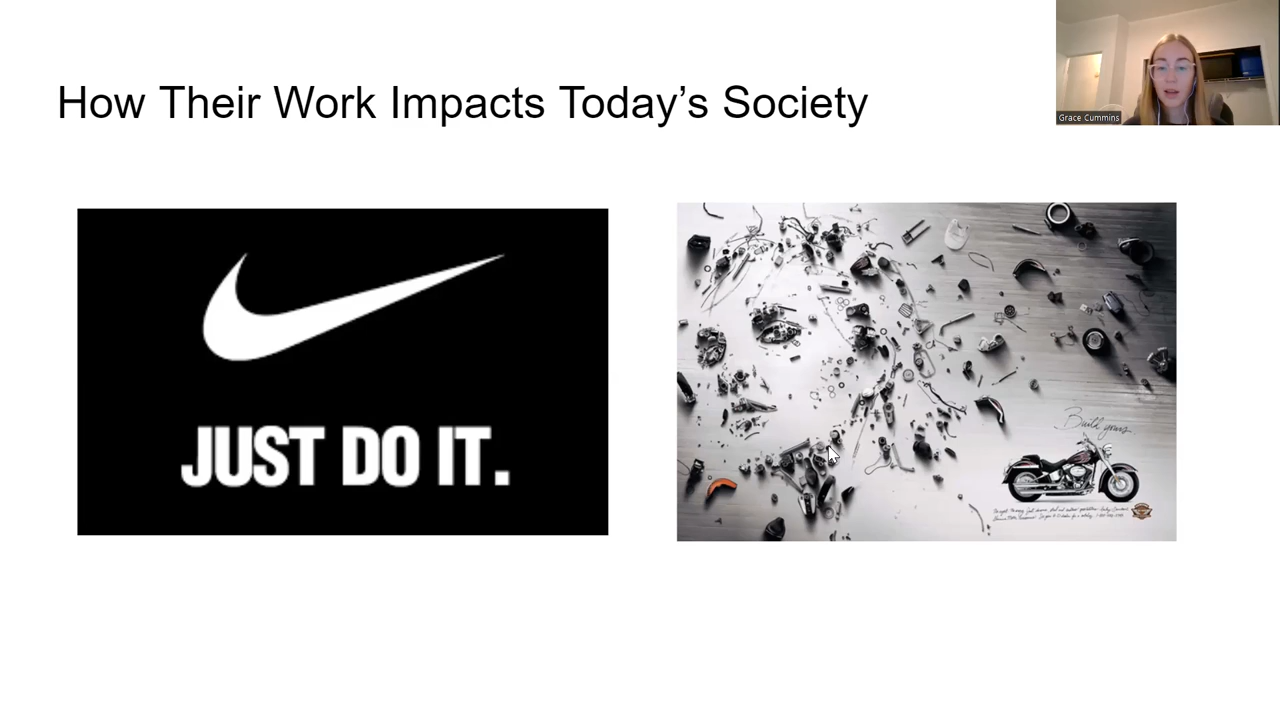 How Their Work Impacts Today's Society
Grace Cummins
JUST DO IT.
Build yours.